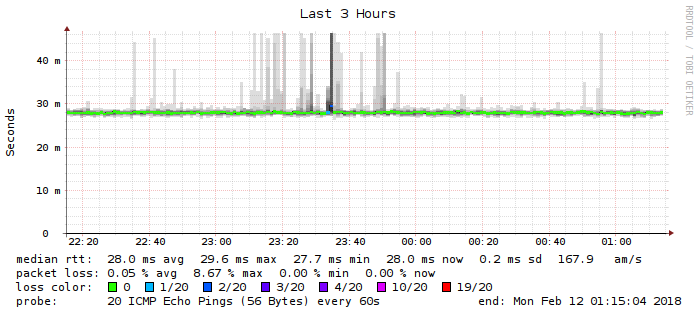 Last 3 Hours
RRDTOOL / TOBI OETIKER
Seconds
40 m
30 m
20 m
10 m
0
22:20 22:40 23:00 23:20 23:40 00:00 00:20 00:40 01:00
median rtt: 28.0 ms avg 29.6 ms max 27.7 ms min 28.0 ms now 0.2 ms sd 167.9 am/s
packet loss: 0.05 % avg 8.67 % max 0.00 % min 0.00 % now
loss color: 0 1/20 2/20 3/20 4/20 10/20 19/20
probe: 20 ICMP Echo Pings (56 Bytes) every 60s end: Mon Feb 12 01:15:04 2018